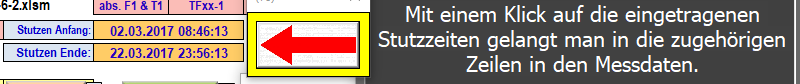 6-2.xlsm
abs. F1 & T1 TFxx-1
Stutzen Anfang: 02.03.2017 08:46:13
Stutzen Ende: 22.03.2017 23:56:13
Mit einem Klick auf die eingetragenen
Stutzzeiten gelangt man in die zugehörigen
Zeilen in den Messdaten.